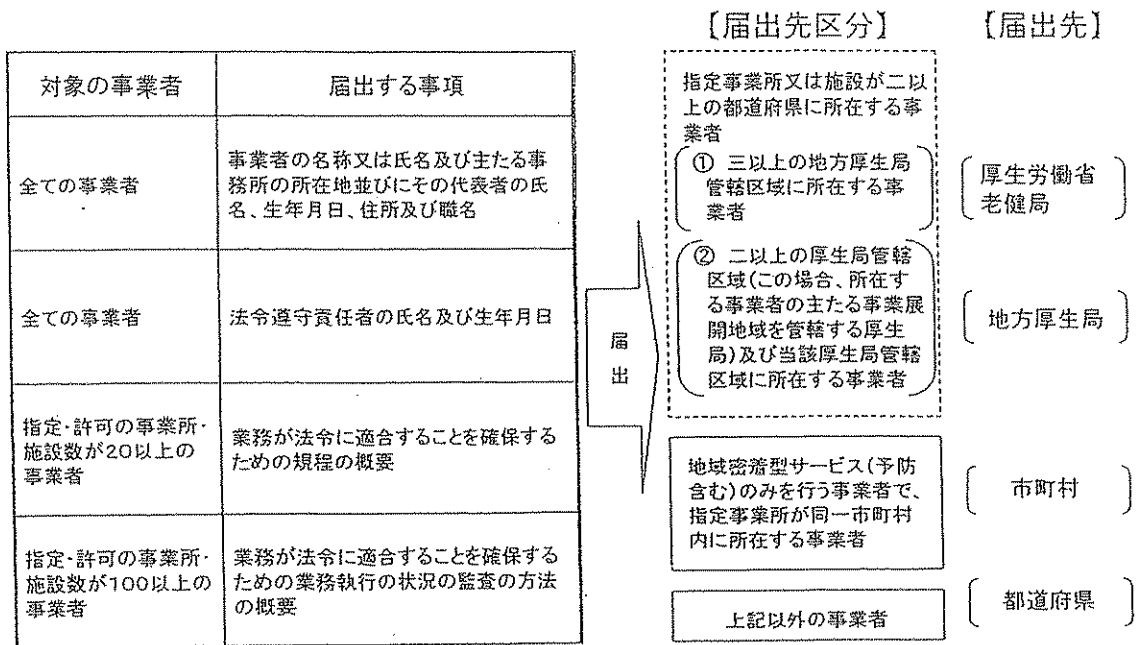 【届出先区分】
【届出先】
対象の事業者
届出する事項
全ての事業者
事業者の名称又は氏名及び主たる事
務所の所在地並びにその代表者の氏
名、生年月日、住所及び職名
全ての事業者
法令遵守責任者の氏名及び生年月日
指定・許可の事業所・
施設数が20以上の
事業者
業務が法令に適合することを確保する
ための規程の概要
指定・許可の事業所・
施設数が100以上の
事業者
業務が法令に適合することを確保する
ための業務執行の状況の監査の方法
の概要
届
出
指定事業所又は施設が二以
上の都道府県に所在する事
業者
① 三以上の地方厚生局
管轄区域に所在する事
業者
厚生労働省
老健局
② 二以上の厚生局管轄
区域(この場合、所在す
る事業者の主たる事業展
開地域を管轄する厚生
局)及び当該厚生局管轄
区域に所在する事業者
地方厚生局
地域密着型サービス(予防
含む)のみを行う事業者で、
指定事業所が同一市町村
内に所在する事業者
市町村
上記以外の事業者
都道府県